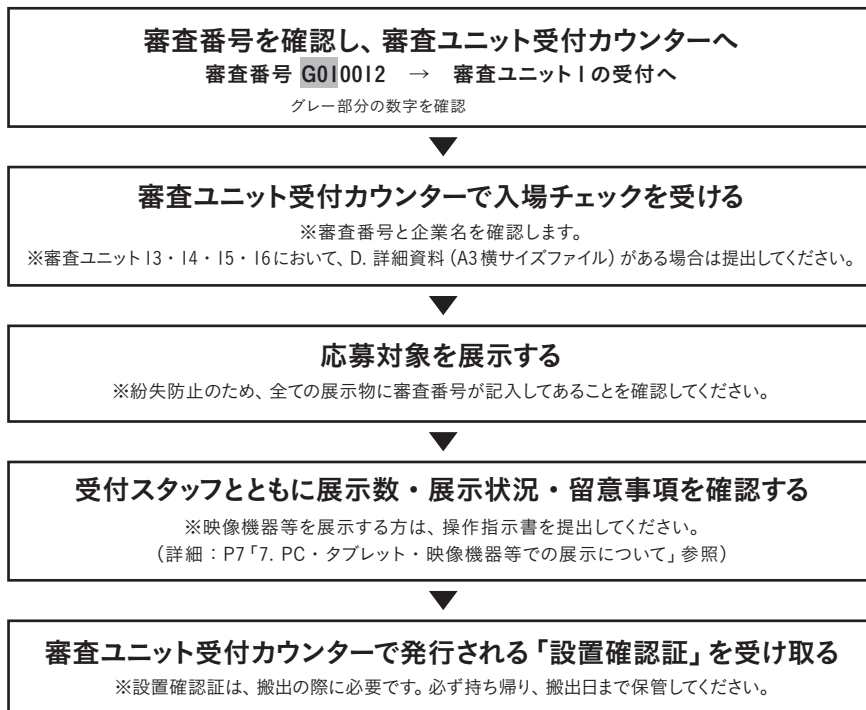 審査番号を確認し、審査ユニット受付カウンターへ
審査番号 G010012 → 審査ユニット1の受付へ
グレー部分の数字を確認
審査ユニット受付カウンターで入場チェックを受ける
※審査番号と企業名を確認します。
※審査ユニット13・14・15・16において、D. 詳細資料（A3横サイズファイル）がある場合は提出してください。
応募対象を展示する
※紛失防止のため、全ての展示物に審査番号が記入してあることを確認してください。
受付スタッフとともに展示数・展示状況・留意事項を確認する
※映像機器等を展示する方は、操作指示書を提出してください。
（詳細：P7「7. PC・タブレット・映像機器等での展示について」参照）
審査ユニット受付カウンターで発行される「設置確認証」を受け取る
※設置確認証は、搬出の際に必要です。必ず持ち帰り、搬出日まで保管してください。